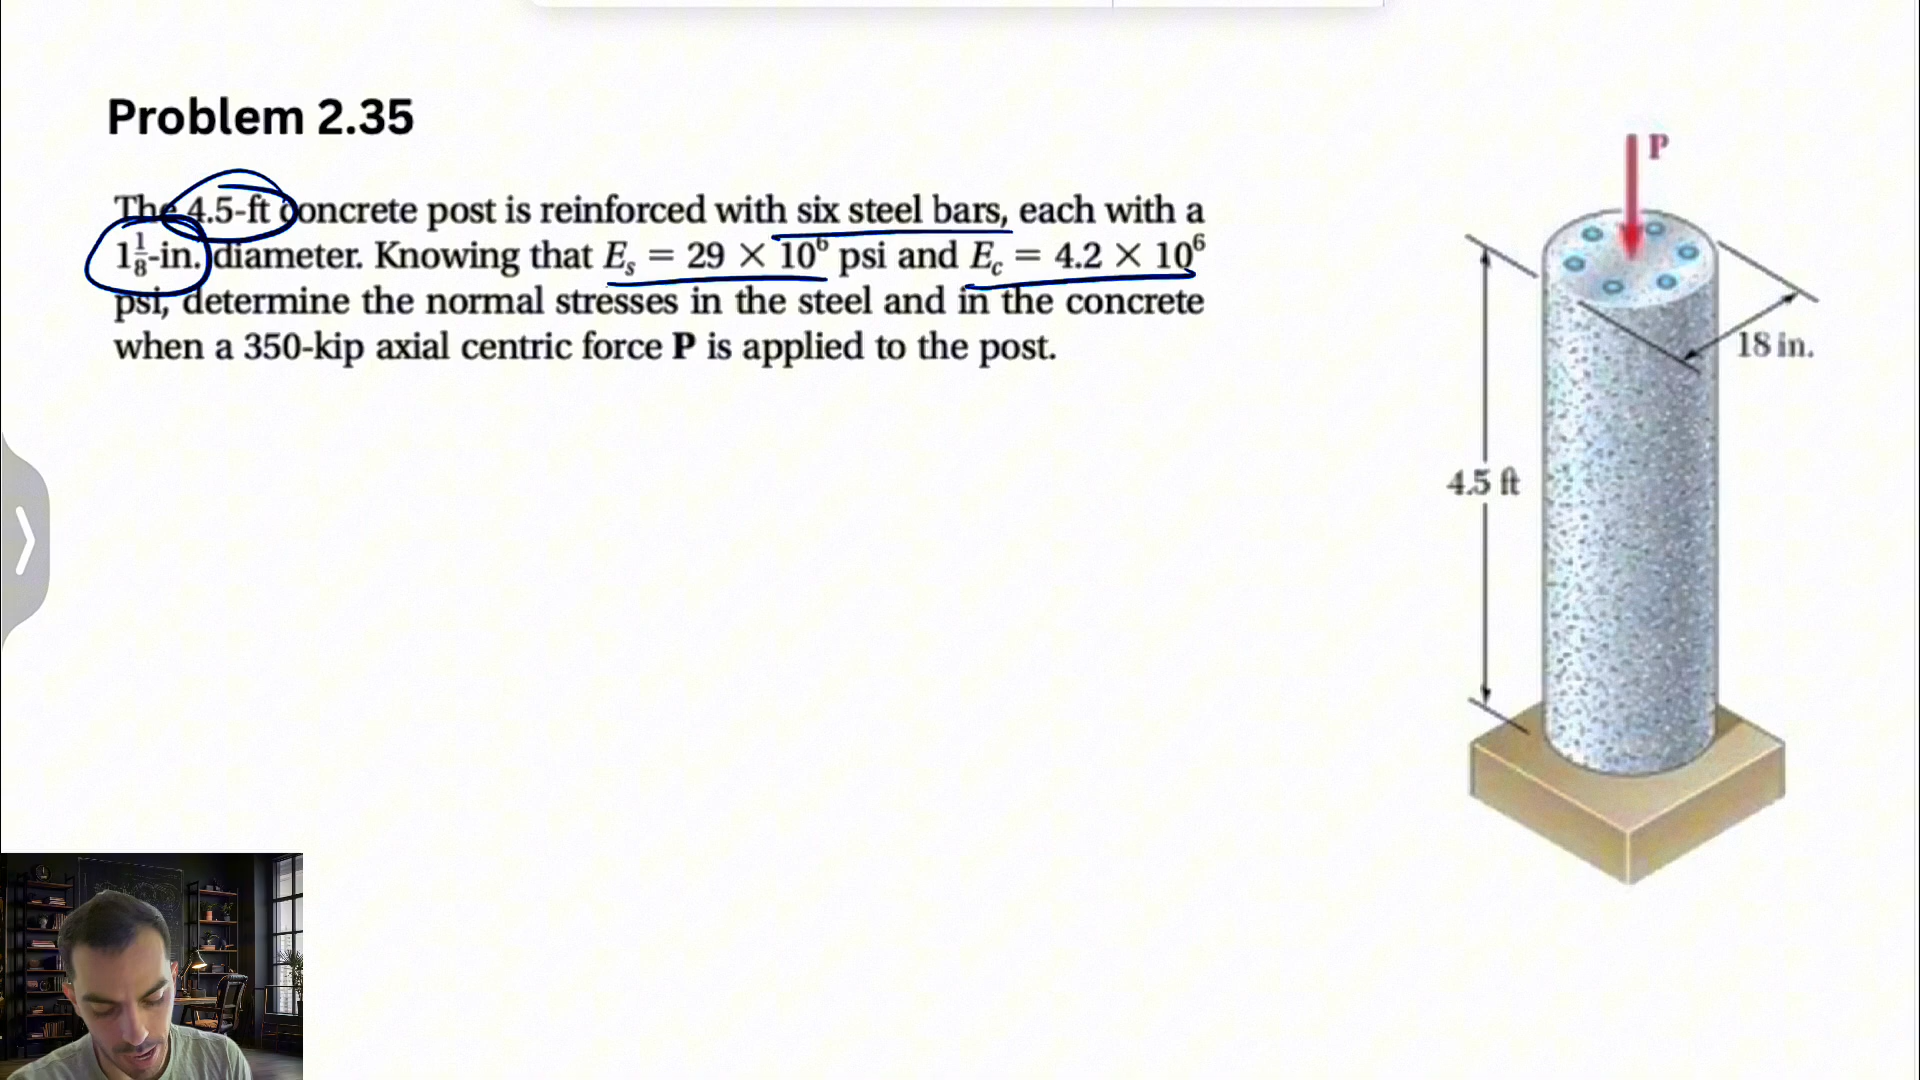 Problem 2.35
The 4.5-ft concrete post is reinforced with six steel bars, each with a
1 1/8-in. diameter. Knowing that Es = 29 × 10⁶ psi and Ec = 4.2 × 10⁶
psi, determine the normal stresses in the steel and in the concrete
when a 350-kip axial centric force P is applied to the post.
P
18 in.
4.5 ft